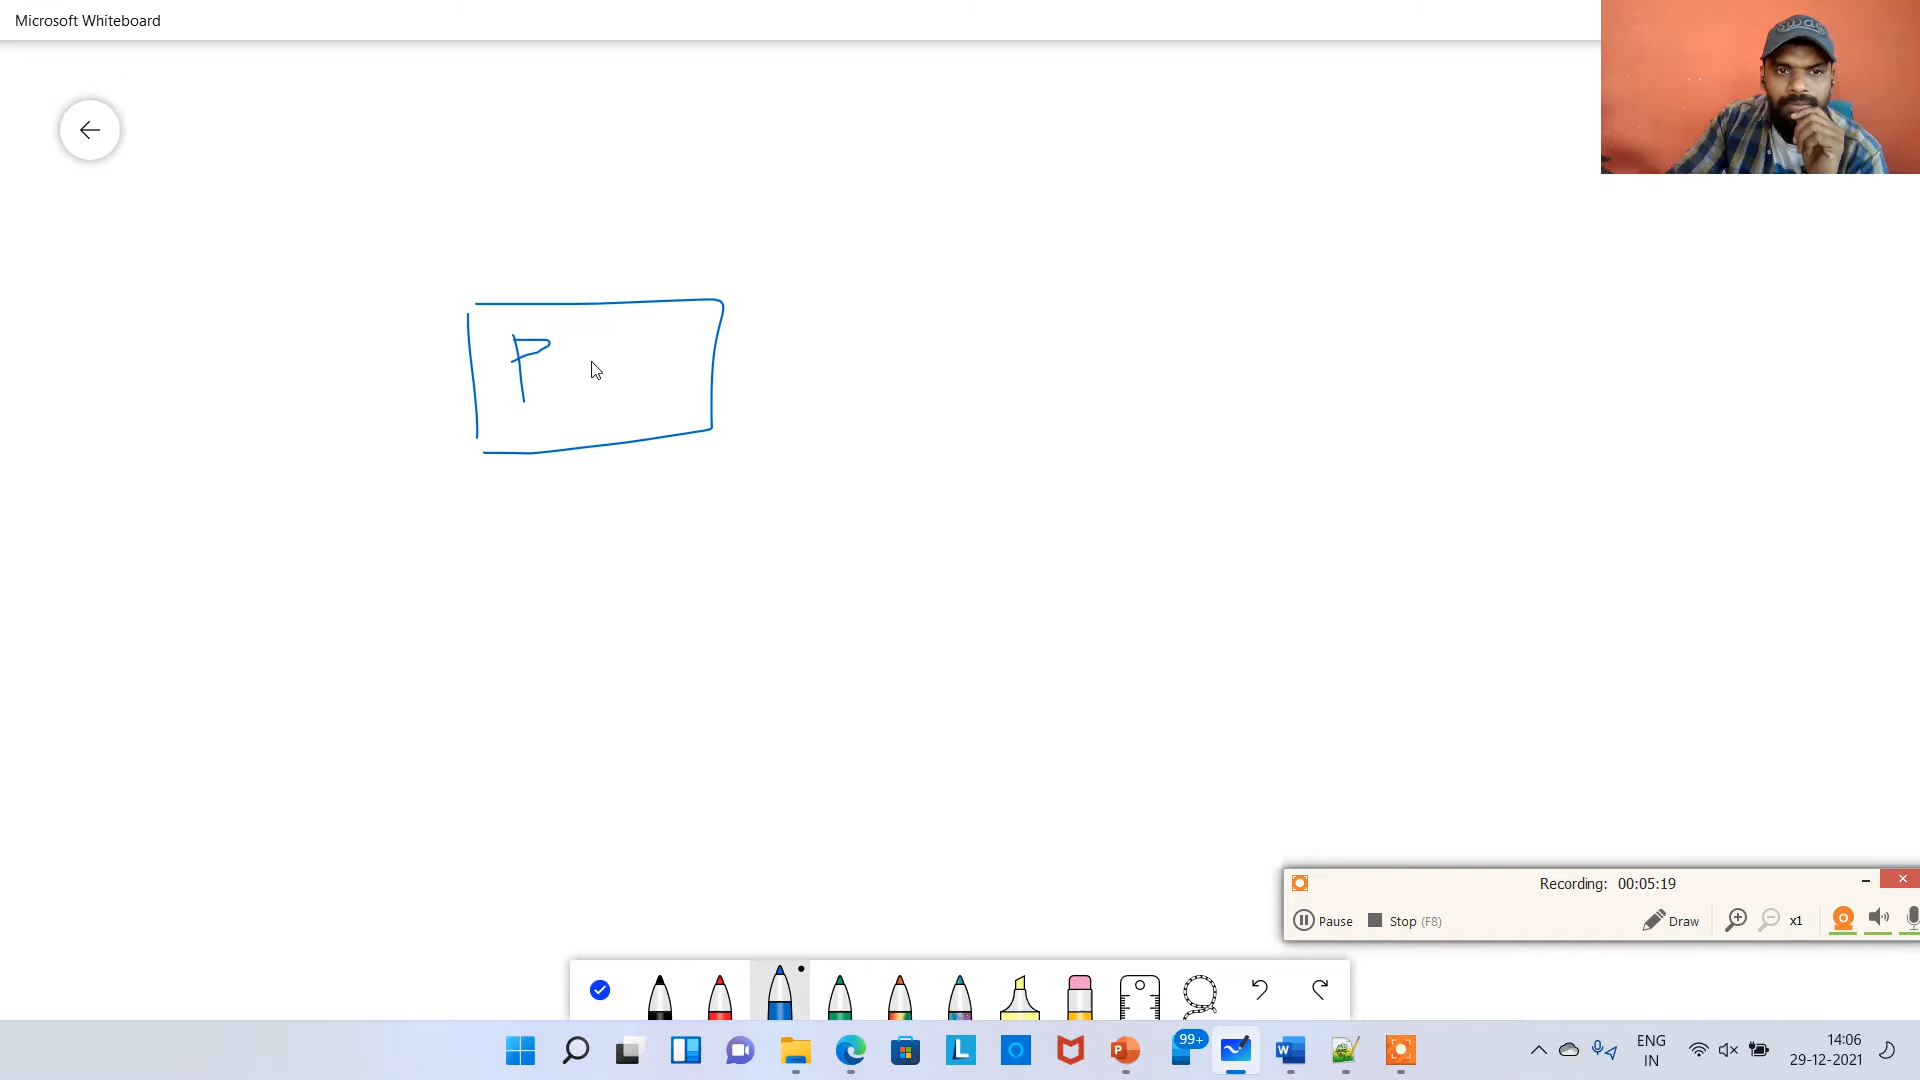 Microsoft Whiteboard
swag
P
Recording: 00:05:19
Pause Stop (F8) Draw x1
99+
ENG
IN
14:06
29-12-2021